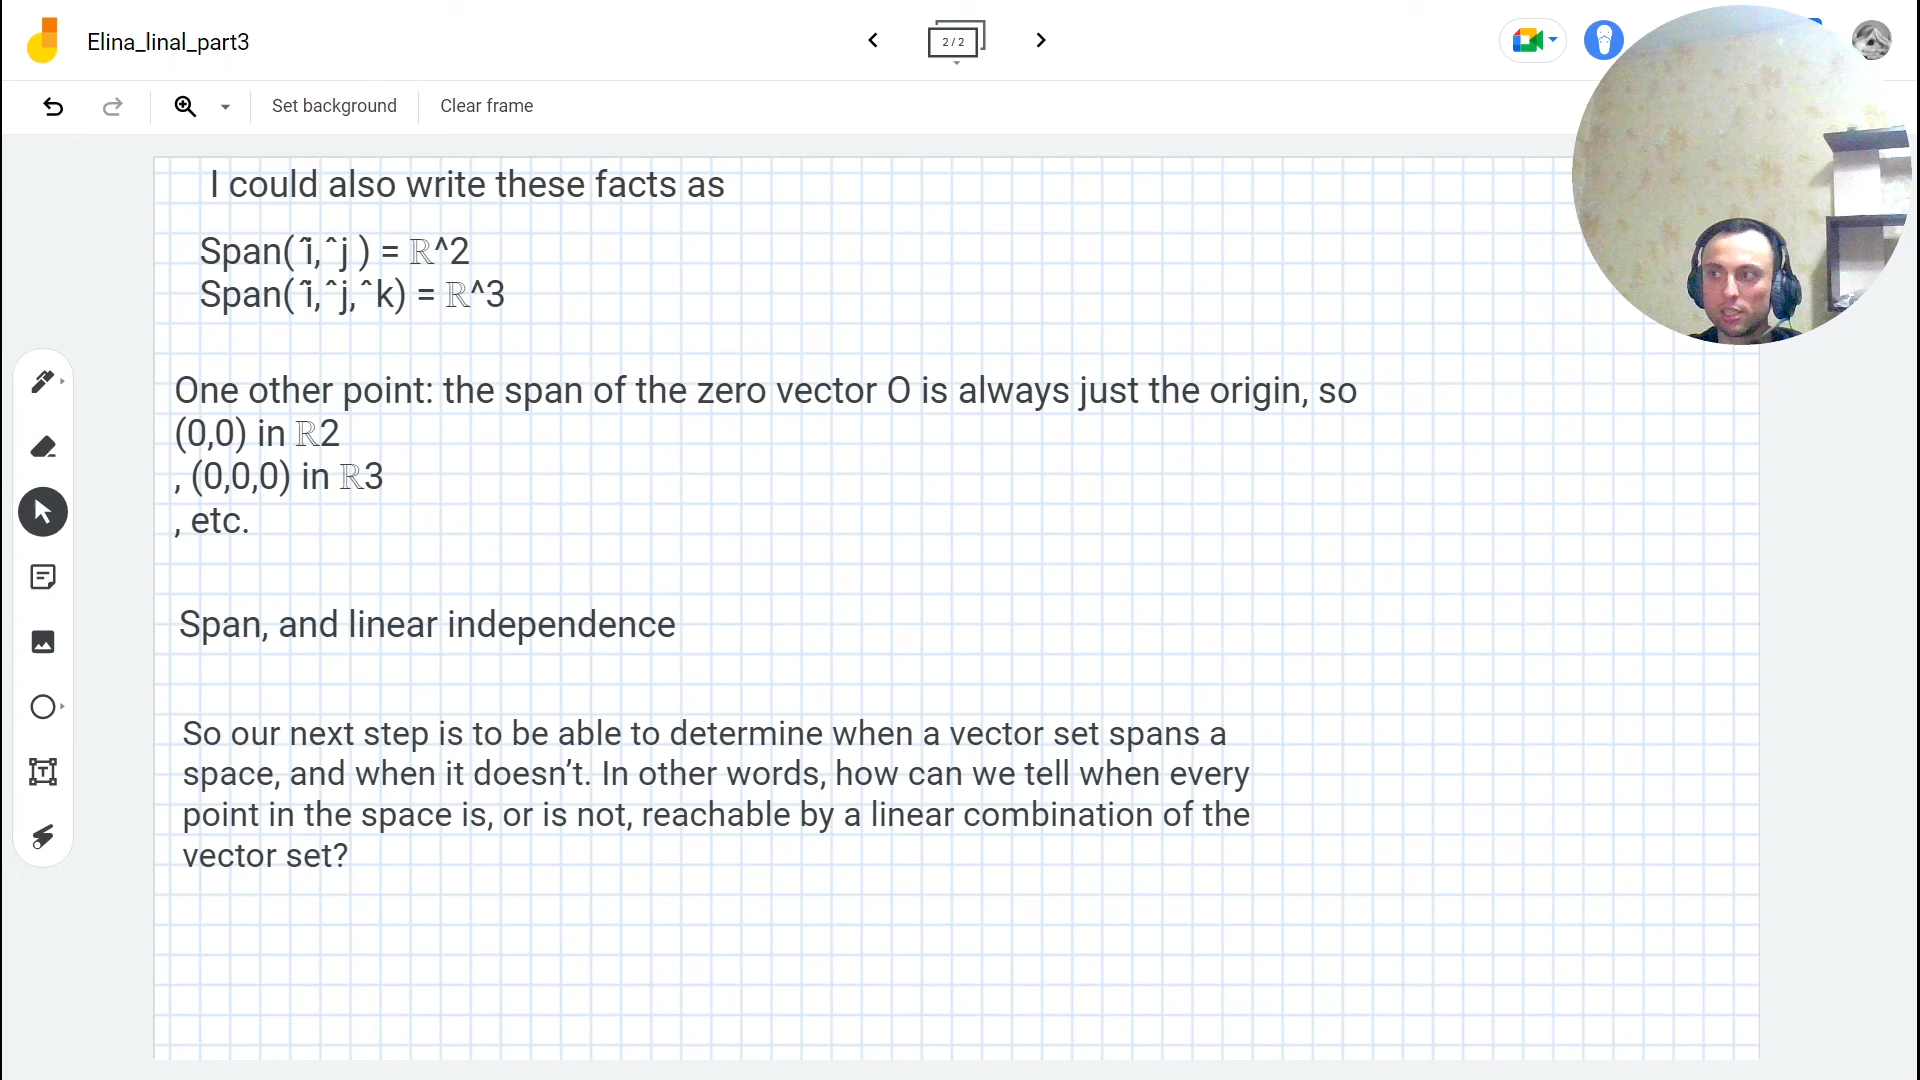 Elina_linal_part3
2 / 2
Set background
Clear frame
I could also write these facts as
Span( ̂i,ˆj ) = ℝ^2
Span( ̂i,ˆj,ˆk) = ℝ^3
One other point: the span of the zero vector O is always just the origin, so
(0,0) in ℝ2
, (0,0,0) in ℝ3
, etc.
Span, and linear independence
So our next step is to be able to determine when a vector set spans a
space, and when it doesn’t. In other words, how can we tell when every
point in the space is, or is not, reachable by a linear combination of the
vector set?